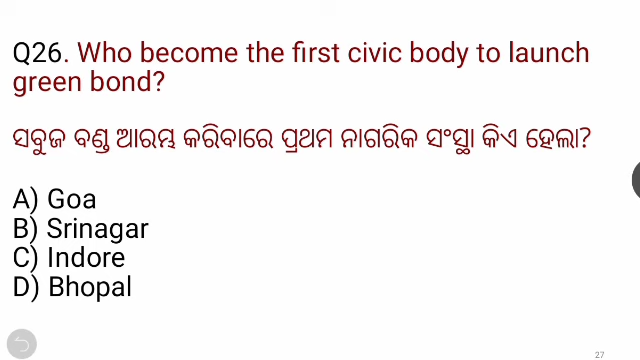 Q26. Who become the first civic body to launch
green bond?
ସବୁଜ ବଣ୍ଡ ଆରମ୍ଭ କରିବାରେ ପ୍ରଥମ ନାଗରିକ ସଂସ୍ଥା କିଏ ହେଲା?
A) Goa
B) Srinagar
C) Indore
D) Bhopal
27